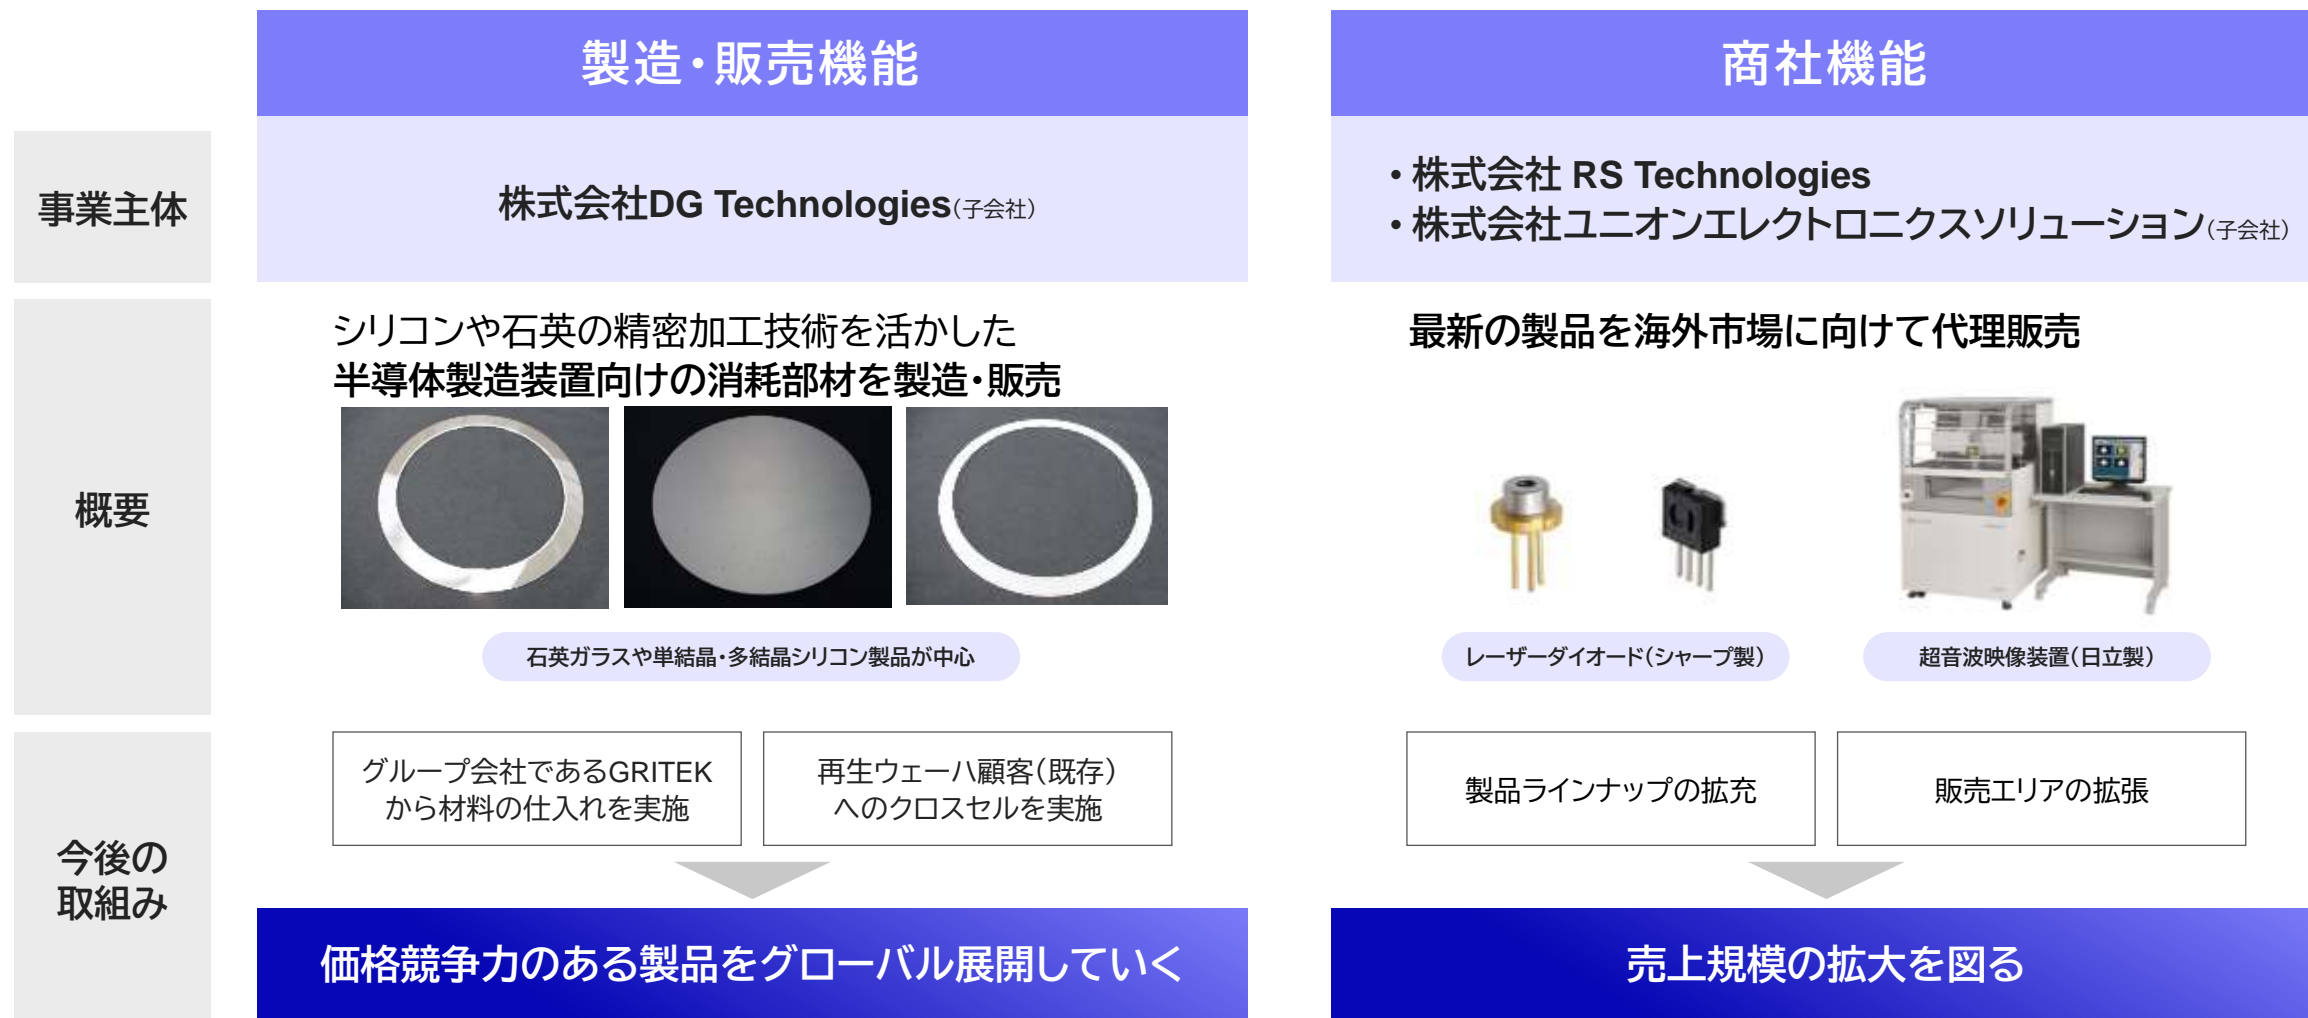 製造・販売機能
商社機能
事業主体
株式会社DG Technologies(子会社)
・株式会社 RS Technologies
・株式会社ユニオンエレクトロニクスソリューション(子会社)
概要
シリコンや石英の精密加工技術を活かした
半導体製造装置向けの消耗部材を製造・販売
石英ガラスや単結晶・多結晶シリコン製品が中心
最新の製品を海外市場に向けて代理販売
レーザーダイオード(シャープ製)
超音波映像装置(日立製)
今後の
取組み
グループ会社であるGRITEK
から材料の仕入れを実施
再生ウェーハ顧客(既存)
へのクロスセルを実施
価格競争力のある製品をグローバル展開していく
製品ラインナップの拡充
販売エリアの拡張
売上規模の拡大を図る